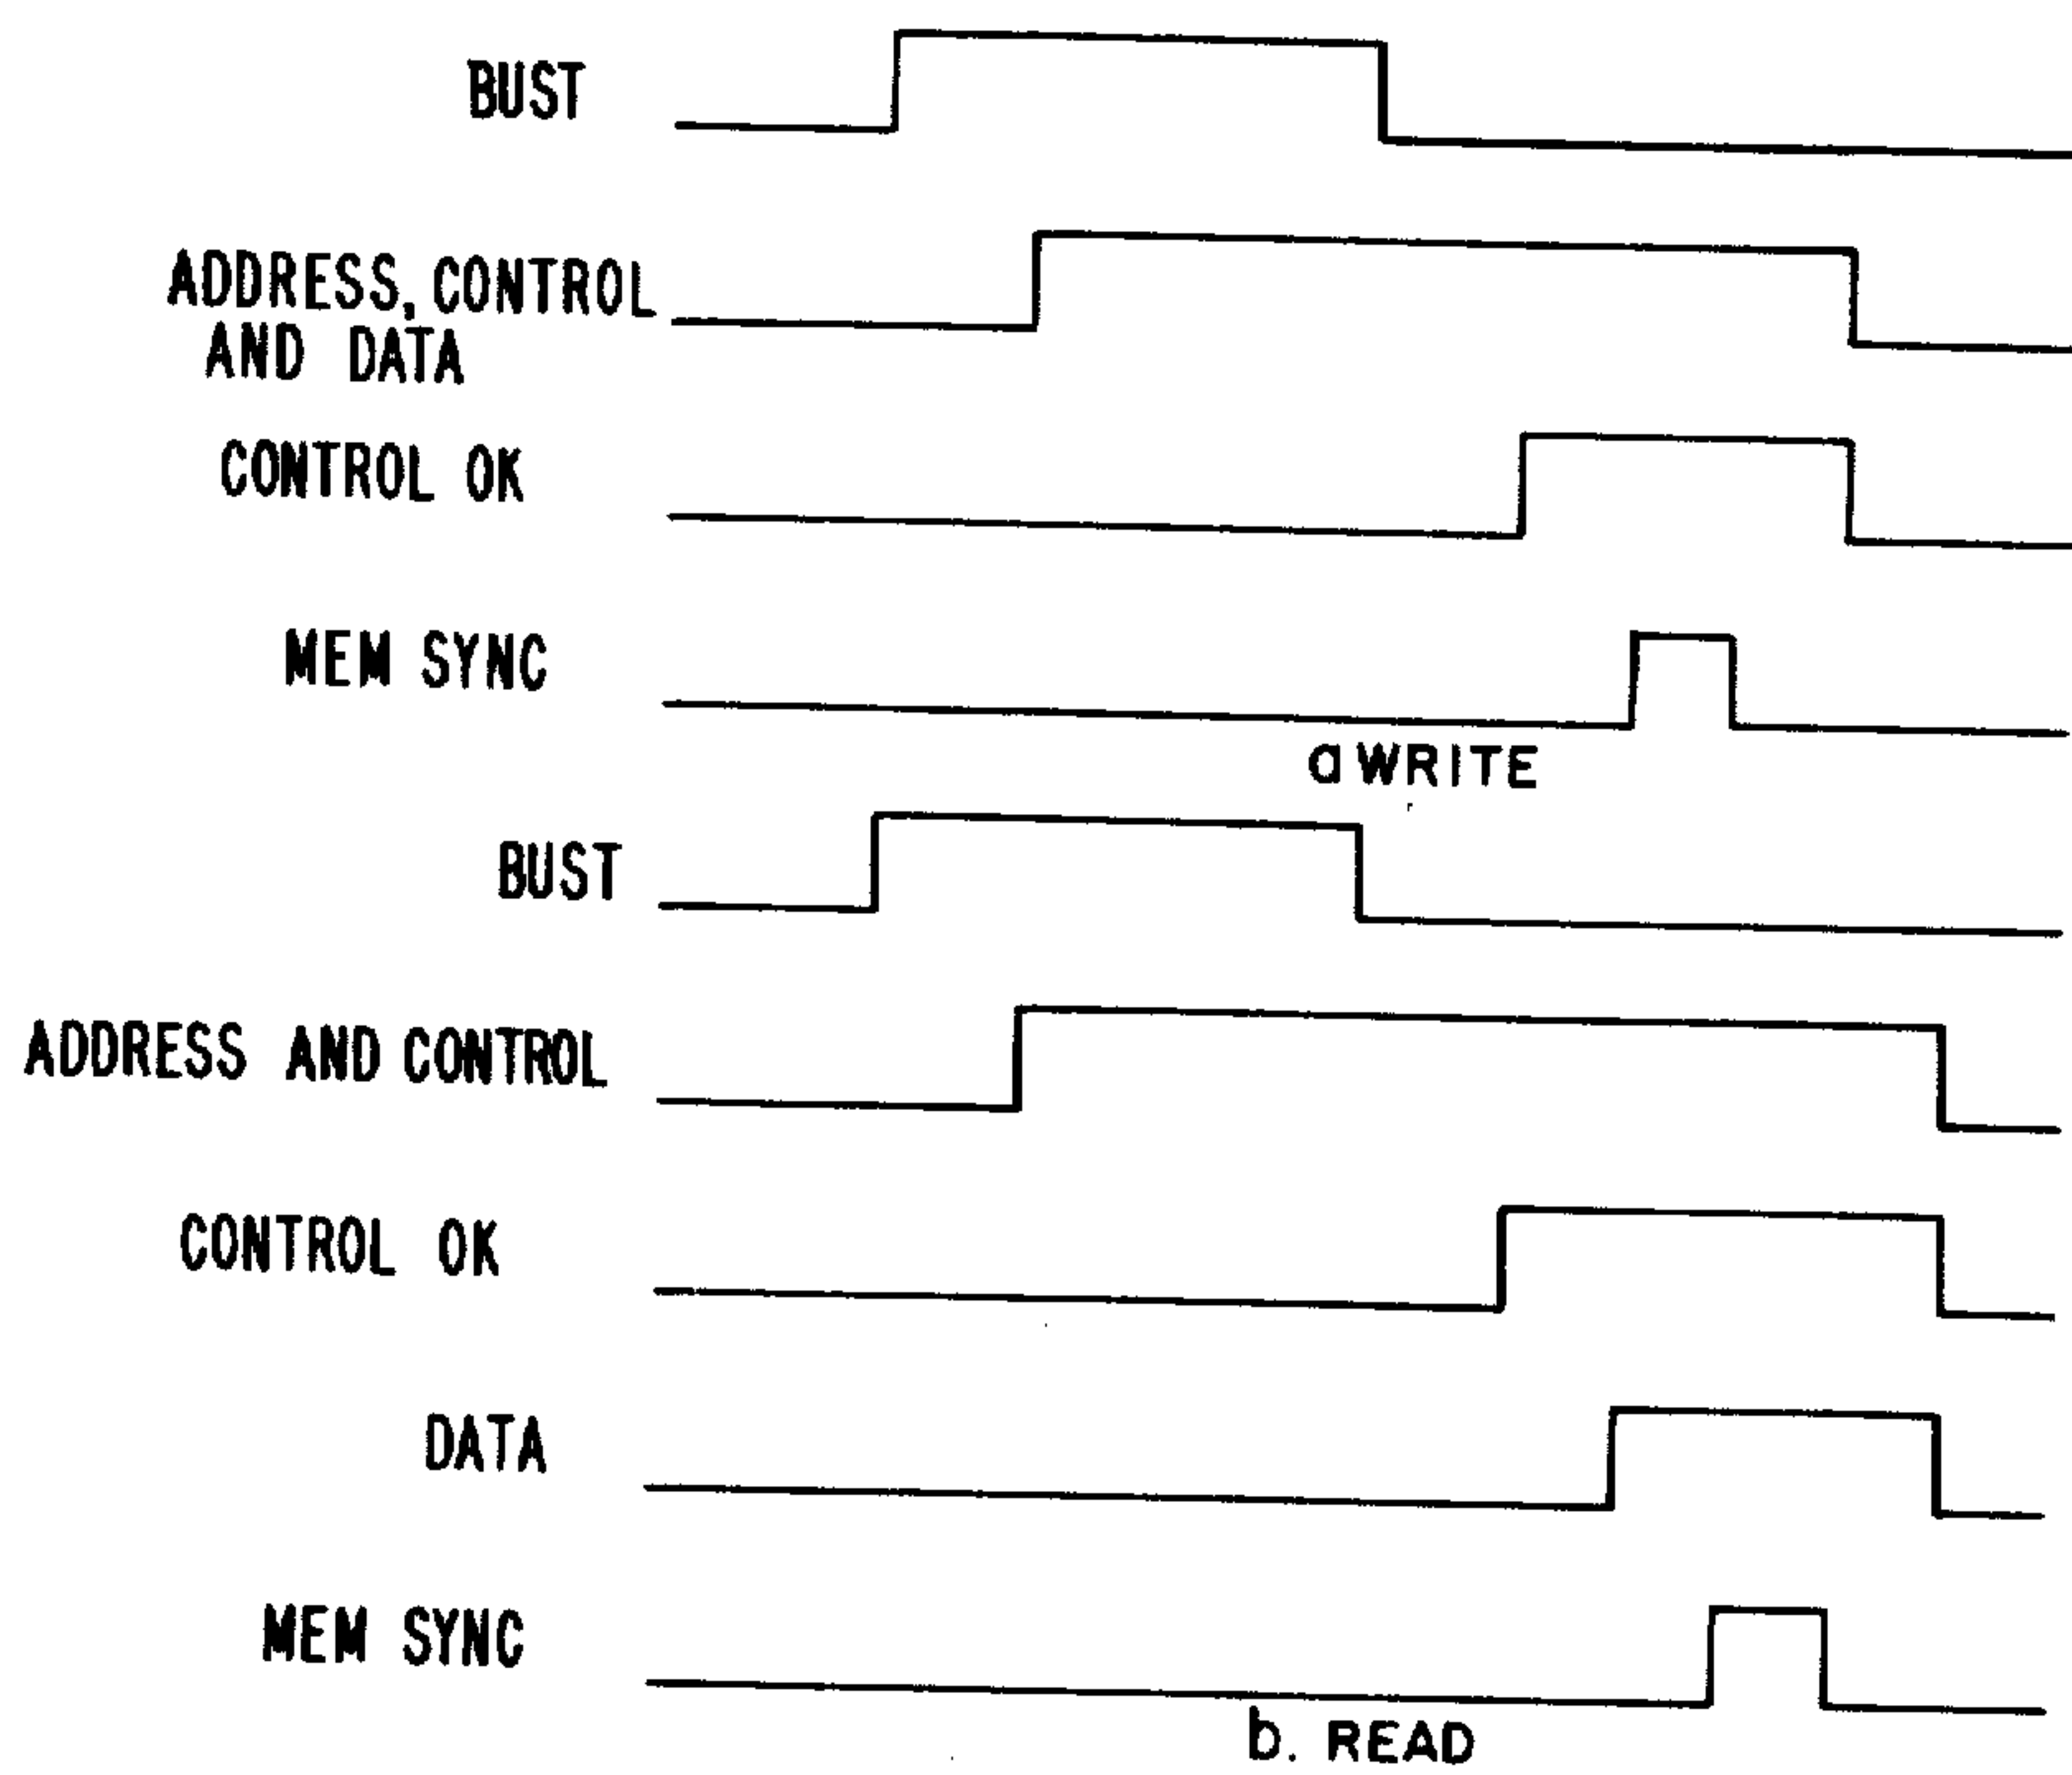 BUST
ADDRESS, CONTROL
AND DATA
CONTROL OK
MEM SYNC
a WRITE
BUST
ADDRESS AND CONTROL
CONTROL OK
DATA
MEM SYNC
b. READ